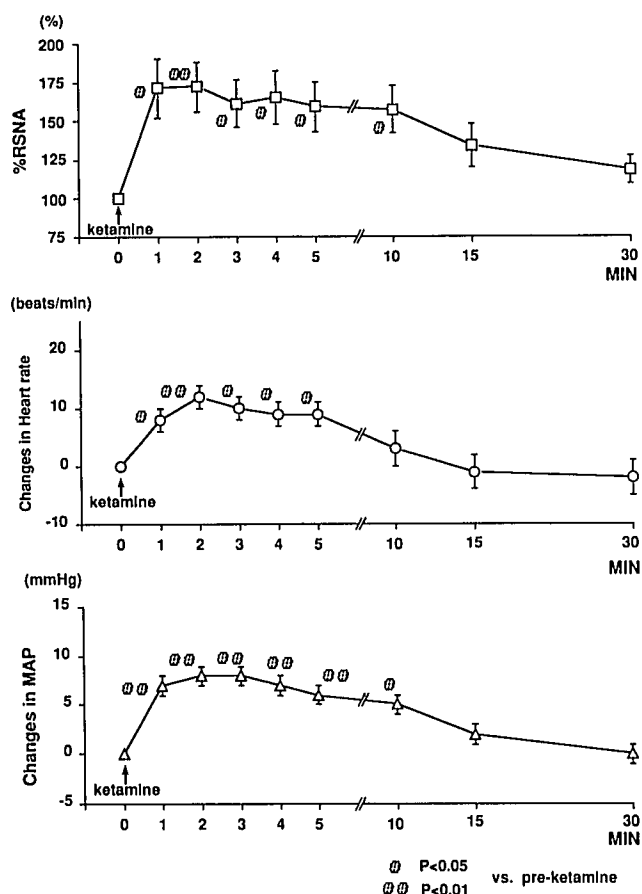 (%)
200
175
150
125
100
75
%RSNA
# ## # # # #
ketamine
0 1 2 3 4 5 10 15 30
MIN
(beats/min)
20
10
0
-10
Changes in Heart rate
# ## # # #
ketamine
0 1 2 3 4 5 10 15 30
MIN
(mmHg)
15
10
5
0
-5
Changes in MAP
## ## ## ## ## #
ketamine
0 1 2 3 4 5 10 15 30
MIN
# P<0.05
## P<0.01
vs. pre-ketamine